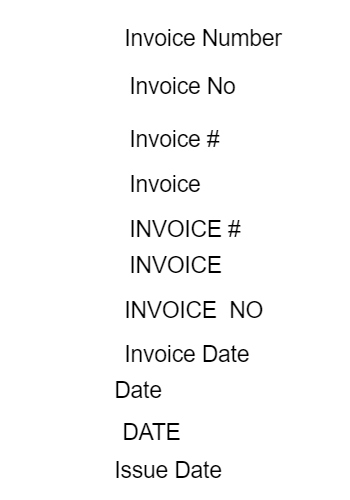 Invoice Number
Invoice No
Invoice #
Invoice
INVOICE #
INVOICE
INVOICE  NO
Invoice Date
Date
DATE
Issue Date